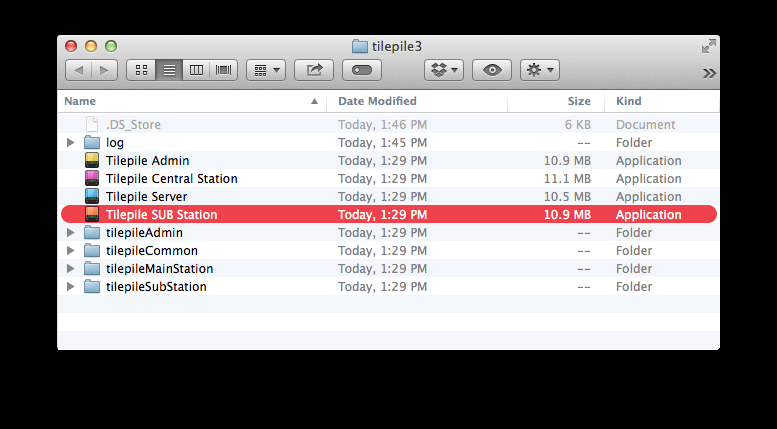 tilepile3
Name Date Modified Size Kind
.DS_Store Today, 1:46 PM 6 KB Document
log Today, 1:45 PM -- Folder
Tilepile Admin Today, 1:29 PM 10.9 MB Application
Tilepile Central Station Today, 1:29 PM 11.1 MB Application
Tilepile Server Today, 1:29 PM 10.5 MB Application
Tilepile SUB Station Today, 1:29 PM 10.9 MB Application
tilepileAdmin Today, 1:29 PM -- Folder
tilepileCommon Today, 1:29 PM -- Folder
tilepileMainStation Today, 1:29 PM -- Folder
tilepileSubStation Today, 1:29 PM -- Folder